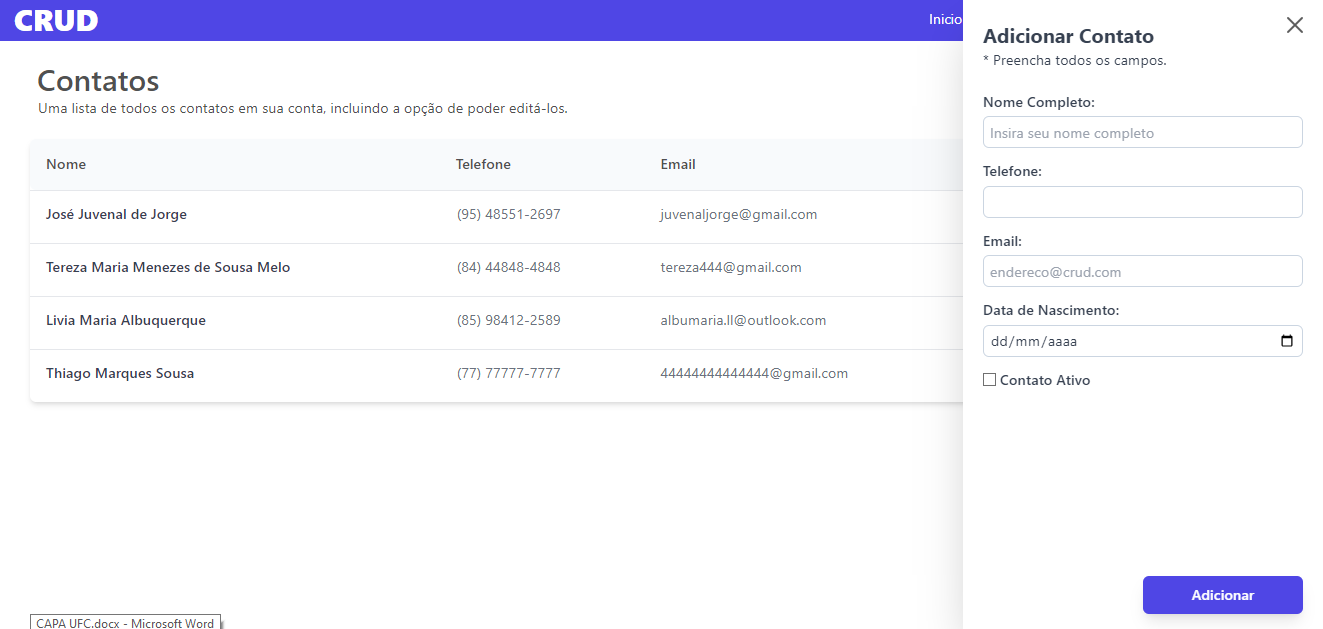 CRUD
Inicio
Contatos
Uma lista de todos os contatos em sua conta, incluindo a opção de poder editá-los.
Nome Telefone Email
José Juvenal de Jorge (95) 48551-2697 juvenaljorge@gmail.com
Tereza Maria Menezes de Sousa Melo (84) 44848-4848 tereza444@gmail.com
Livia Maria Albuquerque (85) 98412-2589 albumaria.ll@outlook.com
Thiago Marques Sousa (77) 77777-7777 44444444444444@gmail.com
Adicionar Contato
* Preencha todos os campos.
Nome Completo:
Insira seu nome completo
Telefone:
Email:
endereco@crud.com
Data de Nascimento:
dd/mm/aaaa
Contato Ativo
Adicionar
CAPA UFC.docx - Microsoft Word